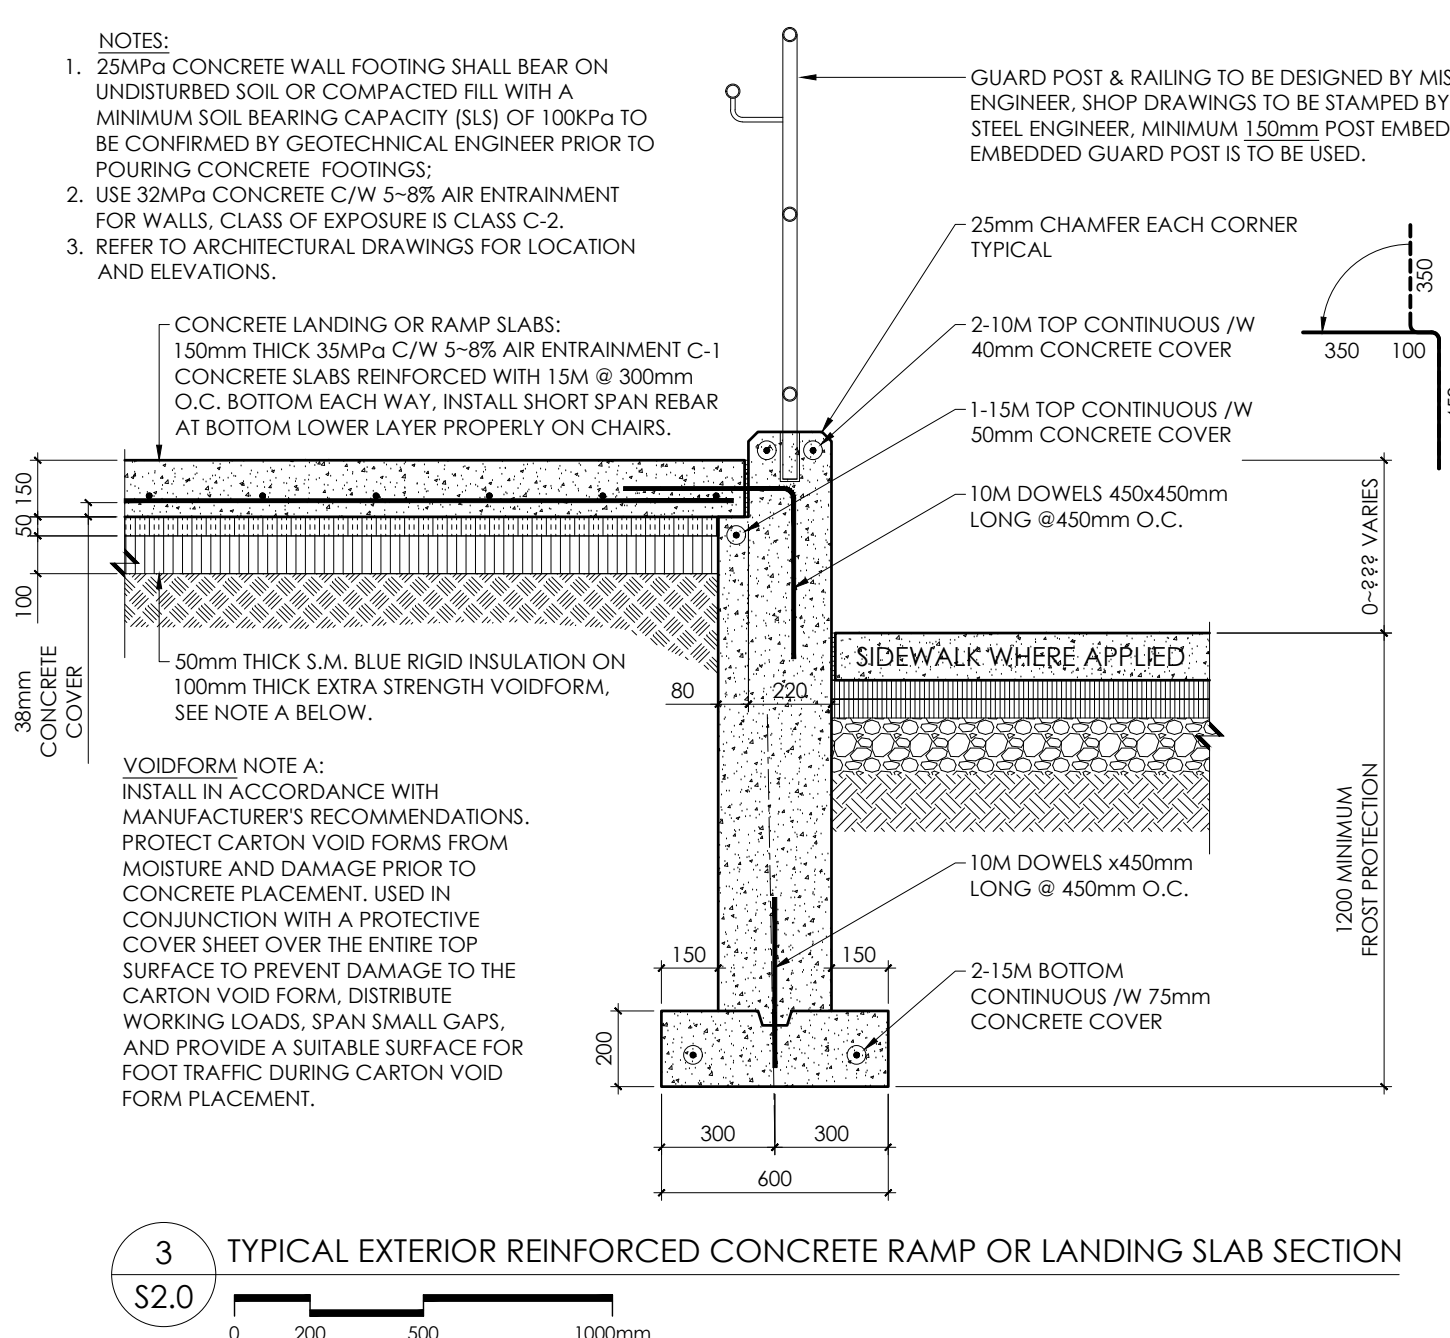 NOTES:
1. 25MPa CONCRETE WALL FOOTING SHALL BEAR ON
UNDISTURBED SOIL OR COMPACTED FILL WITH A
MINIMUM SOIL BEARING CAPACITY (SLS) OF 100KPa TO
BE CONFIRMED BY GEOTECHNICAL ENGINEER PRIOR TO
POURING CONCRETE FOOTINGS;
2. USE 32MPa CONCRETE C/W 5~8% AIR ENTRAINMENT
FOR WALLS, CLASS OF EXPOSURE IS CLASS C-2.
3. REFER TO ARCHITECTURAL DRAWINGS FOR LOCATION
AND ELEVATIONS.
GUARD POST & RAILING TO BE DESIGNED BY MIS
ENGINEER, SHOP DRAWINGS TO BE STAMPED BY
STEEL ENGINEER, MINIMUM 150mm POST EMBED
EMBEDDED GUARD POST IS TO BE USED.
25mm CHAMFER EACH CORNER
TYPICAL
350
350 100
CONCRETE LANDING OR RAMP SLABS:
150mm THICK 35MPa C/W 5~8% AIR ENTRAINMENT C-1
CONCRETE SLABS REINFORCED WITH 15M @ 300mm
O.C. BOTTOM EACH WAY, INSTALL SHORT SPAN REBAR
AT BOTTOM LOWER LAYER PROPERLY ON CHAIRS.
2-10M TOP CONTINUOUS /W
40mm CONCRETE COVER
1-15M TOP CONTINUOUS /W
50mm CONCRETE COVER
10M DOWELS 450x450mm
LONG @450mm O.C.
150
50
100
38mm
CONCRETE
COVER
0~??? VARIES
SIDEWALK WHERE APPLIED
50mm THICK S.M. BLUE RIGID INSULATION ON
100mm THICK EXTRA STRENGTH VOIDFORM,
SEE NOTE A BELOW.
80 220
VOIDFORM NOTE A:
INSTALL IN ACCORDANCE WITH
MANUFACTURER'S RECOMMENDATIONS.
PROTECT CARTON VOID FORMS FROM
MOISTURE AND DAMAGE PRIOR TO
CONCRETE PLACEMENT. USED IN
CONJUNCTION WITH A PROTECTIVE
COVER SHEET OVER THE ENTIRE TOP
SURFACE TO PREVENT DAMAGE TO THE
CARTON VOID FORM, DISTRIBUTE
WORKING LOADS, SPAN SMALL GAPS,
AND PROVIDE A SUITABLE SURFACE FOR
FOOT TRAFFIC DURING CARTON VOID
FORM PLACEMENT.
1200 MINIMUM
FROST PROTECTION
10M DOWELS x450mm
LONG @ 450mm O.C.
150 150
2-15M BOTTOM
CONTINUOUS /W 75mm
CONCRETE COVER
200
300 300
600
3
S2.0
TYPICAL EXTERIOR REINFORCED CONCRETE RAMP OR LANDING SLAB SECTION
0 200 500 1000mm